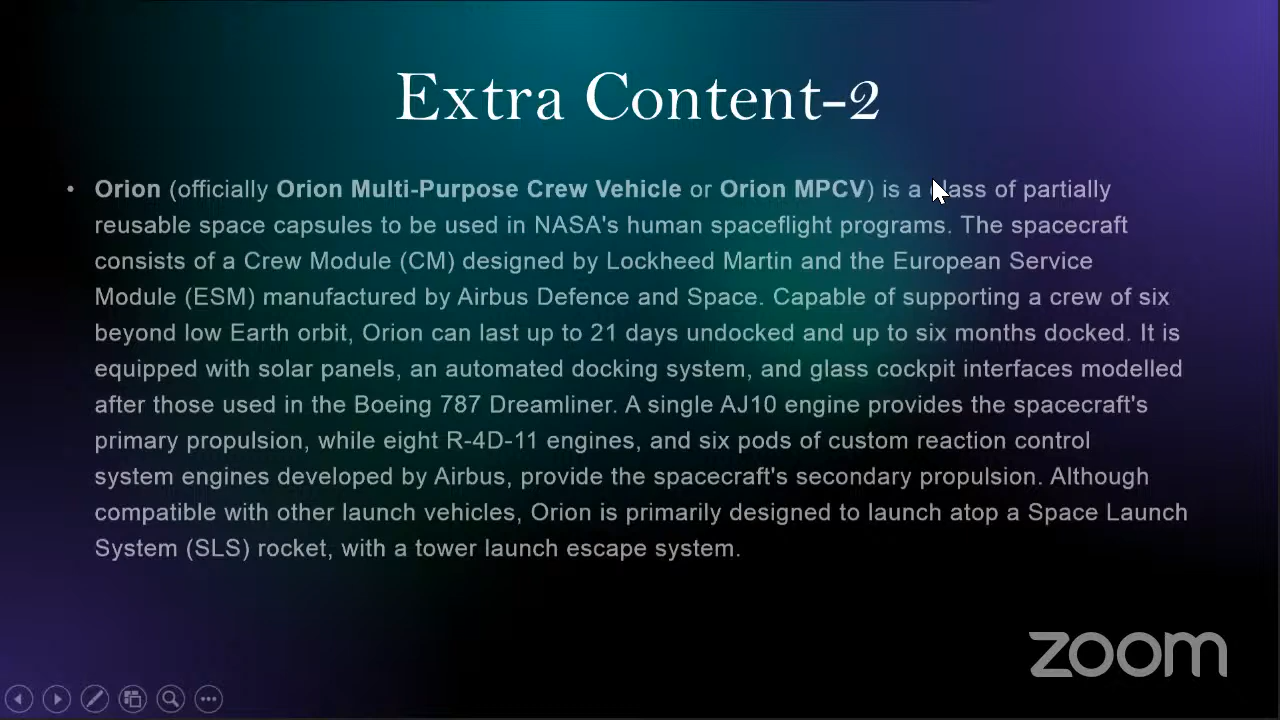 Extra Content-2
• Orion (officially Orion Multi-Purpose Crew Vehicle or Orion MPCV) is a class of partially
reusable space capsules to be used in NASA's human spaceflight programs. The spacecraft
consists of a Crew Module (CM) designed by Lockheed Martin and the European Service
Module (ESM) manufactured by Airbus Defence and Space. Capable of supporting a crew of six
beyond low Earth orbit, Orion can last up to 21 days undocked and up to six months docked. It is
equipped with solar panels, an automated docking system, and glass cockpit interfaces modelled
after those used in the Boeing 787 Dreamliner. A single AJ10 engine provides the spacecraft's
primary propulsion, while eight R-4D-11 engines, and six pods of custom reaction control
system engines developed by Airbus, provide the spacecraft's secondary propulsion. Although
compatible with other launch vehicles, Orion is primarily designed to launch atop a Space Launch
System (SLS) rocket, with a tower launch escape system.
zoom